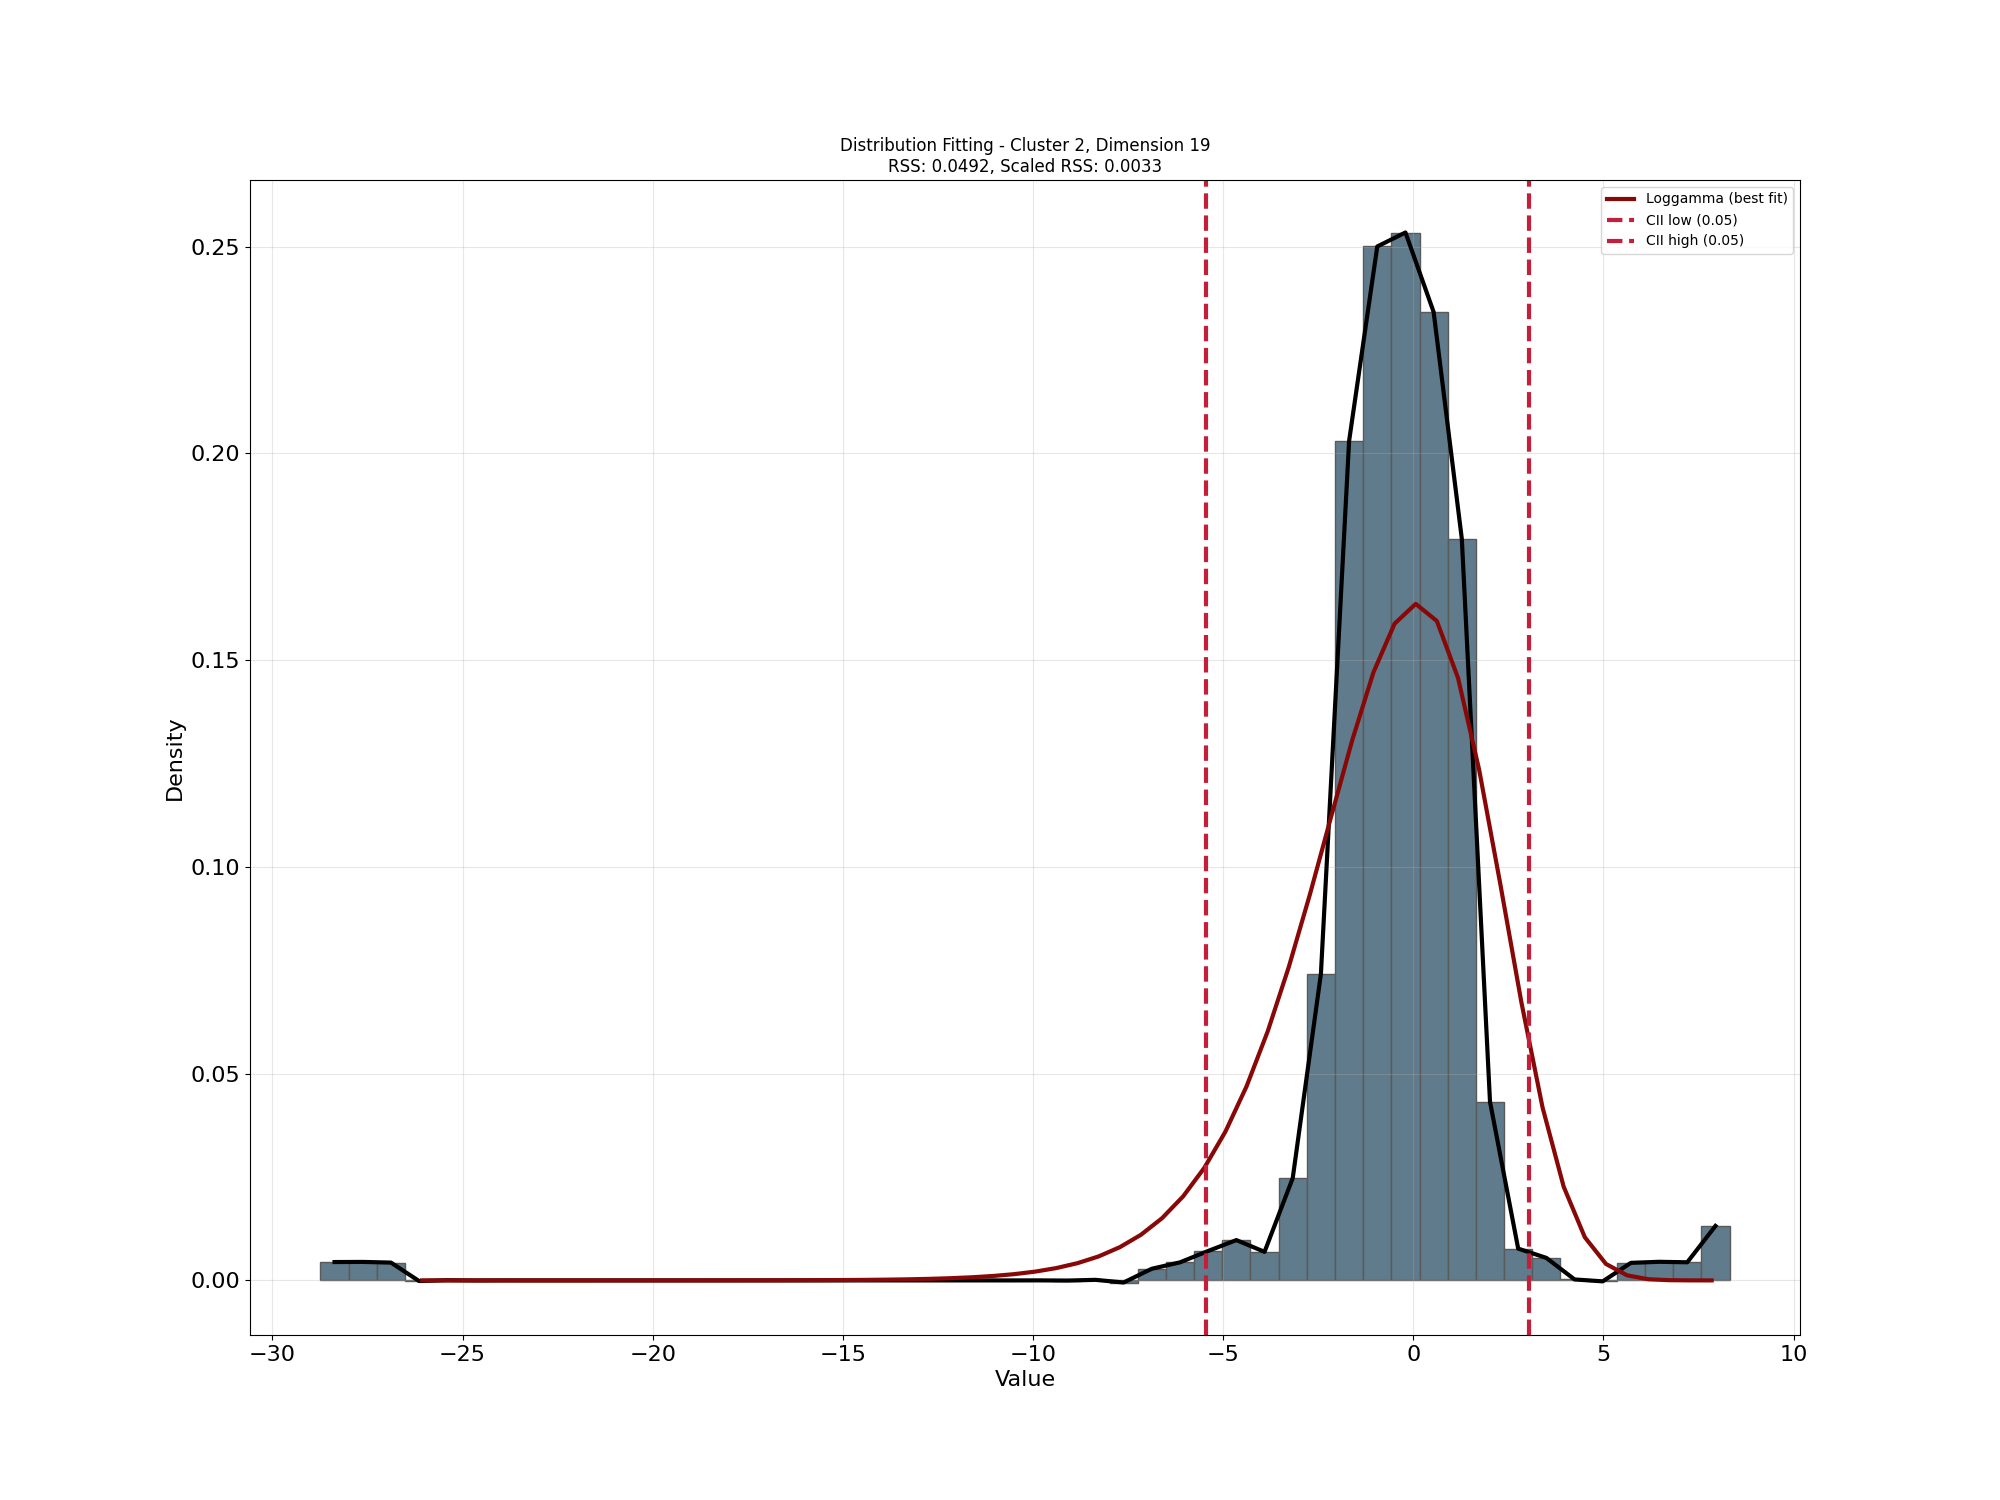 Distribution Fitting - Cluster 2, Dimension 19
RSS: 0.0492, Scaled RSS: 0.0033
Loggamma (best fit)
CII low (0.05)
CII high (0.05)
0.25
0.20
0.15
0.10
0.05
0.00
Density
−30 −25 −20 −15 −10 −5 0 5 10
Value